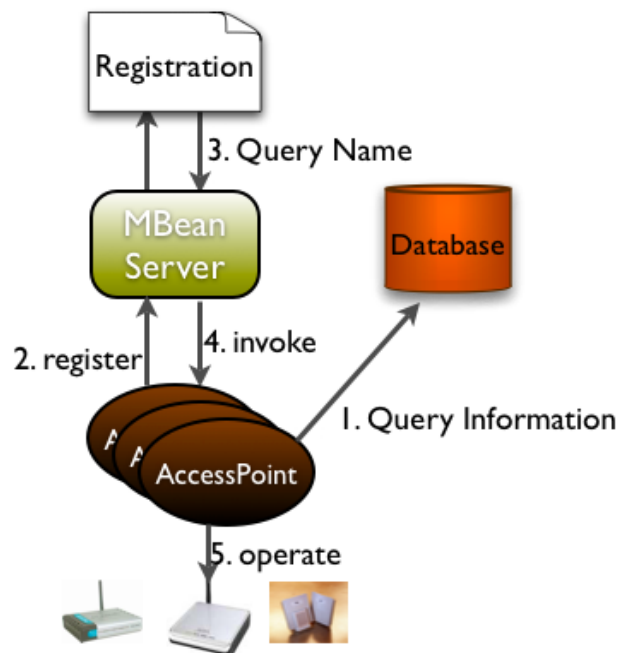 Registration
3. Query Name
MBean
Server
Database
2. register
4. invoke
1. Query Information
A
A
AccessPoint
5. operate